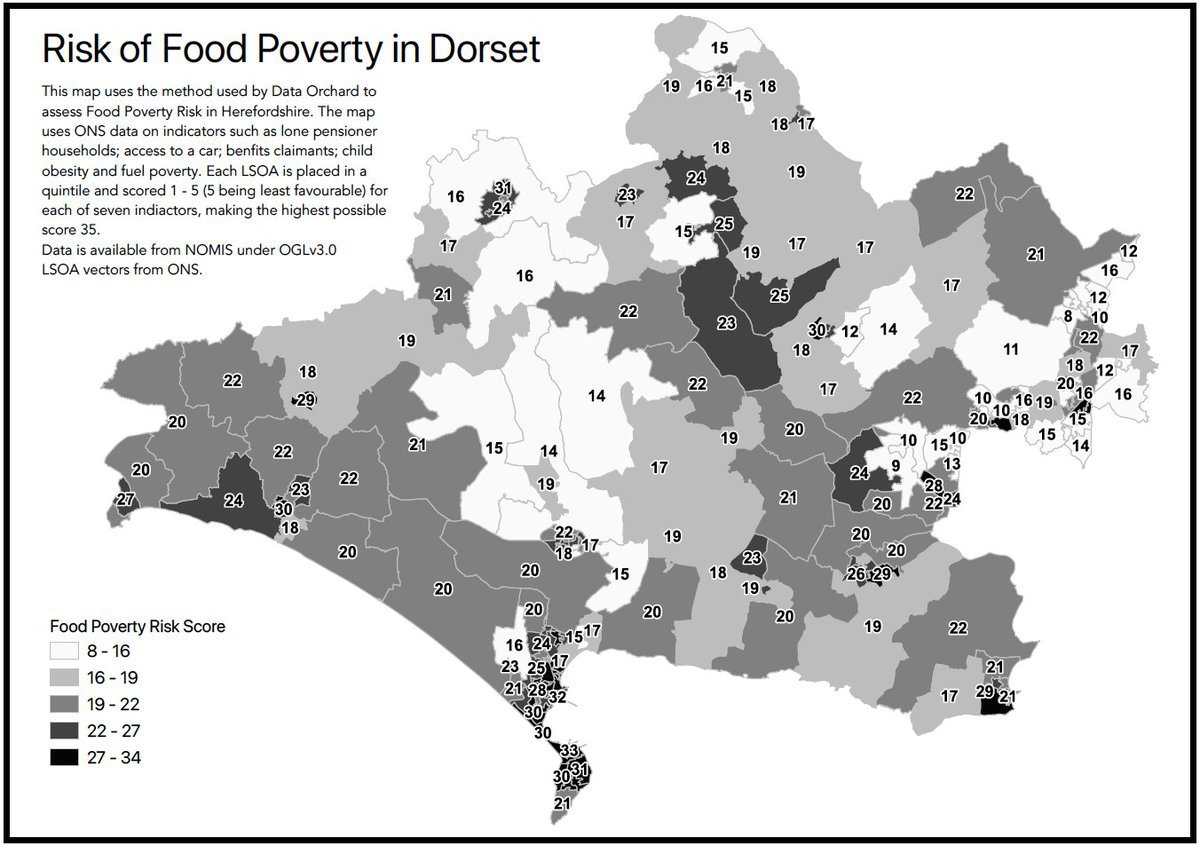 Risk of Food Poverty in Dorset
This map uses the method used by Data Orchard to
assess Food Poverty Risk in Herefordshire. The map
uses ONS data on indicators such as lone pensioner
households; access to a car; benfits claimants; child
obesity and fuel poverty. Each LSOA is placed in a
quintile and scored 1 - 5 (5 being least favourable) for
each of seven indiactors, making the highest possible
score 35.
Data is available from NOMIS under OGLv3.0
LSOA vectors from ONS.
15
19 16 21 15 18
18 17
18
24 19
16 31 24 23 22
17 15 25 21 12
17 19 17 17 16
16 21 25 17 12
22 23 8 10
19 30 12 14 22
18 11 17
22 18 18 12
29 22 17 20 16 16
14 22 10 16 19
20 10 20 18 15
22 21 15 14 19 20 10 15 10 15 14
20 22 17 9 13
27 24 23 19 21 24 28
30 18 20 22 24
22 17 19 20
20 18 23 20
20 20 15 18 26 29
19
20 20 20 19 22
16 24 15 17
23 25 17 21
21 28 32 17 29 21
30
30
33
30 31
21
Food Poverty Risk Score
8 - 16
16 - 19
19 - 22
22 - 27
27 - 34